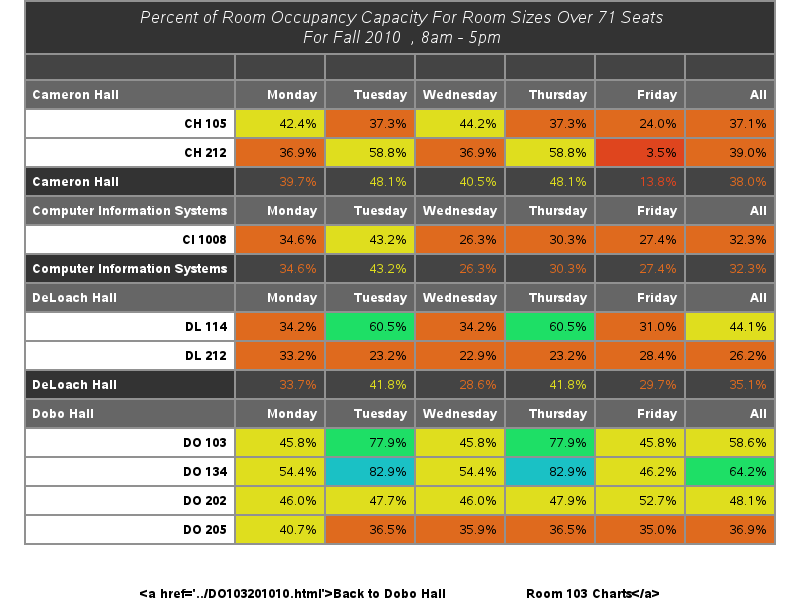 Percent of Room Occupancy Capacity For Room Sizes Over 71 Seats
For Fall 2010 , 8am - 5pm
Cameron Hall Monday Tuesday Wednesday Thursday Friday All
CH 105 42.4% 37.3% 44.2% 37.3% 24.0% 37.1%
CH 212 36.9% 58.8% 36.9% 58.8% 3.5% 39.0%
Cameron Hall 39.7% 48.1% 40.5% 48.1% 13.8% 38.0%
Computer Information Systems Monday Tuesday Wednesday Thursday Friday All
CI 1008 34.6% 43.2% 26.3% 30.3% 27.4% 32.3%
Computer Information Systems 34.6% 43.2% 26.3% 30.3% 27.4% 32.3%
DeLoach Hall Monday Tuesday Wednesday Thursday Friday All
DL 114 34.2% 60.5% 34.2% 60.5% 31.0% 44.1%
DL 212 33.2% 23.2% 22.9% 23.2% 28.4% 26.2%
DeLoach Hall 33.7% 41.8% 28.6% 41.8% 29.7% 35.1%
Dobo Hall Monday Tuesday Wednesday Thursday Friday All
DO 103 45.8% 77.9% 45.8% 77.9% 45.8% 58.6%
DO 134 54.4% 82.9% 54.4% 82.9% 46.2% 64.2%
DO 202 46.0% 47.7% 46.0% 47.9% 52.7% 48.1%
DO 205 40.7% 36.5% 35.9% 36.5% 35.0% 36.9%
<a href='../DO103201010.html'>Back to Dobo Hall Room 103 Charts</a>